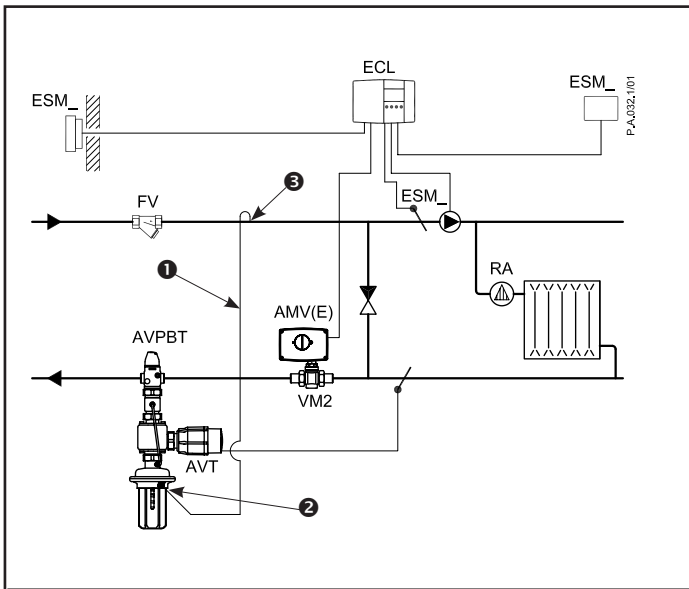 ECL
ESM_
ESM_
P.A.032.1/01
FV
❸
ESM_
❶
RA
AMV(E)
AVPBT
VM2
AVT
❷